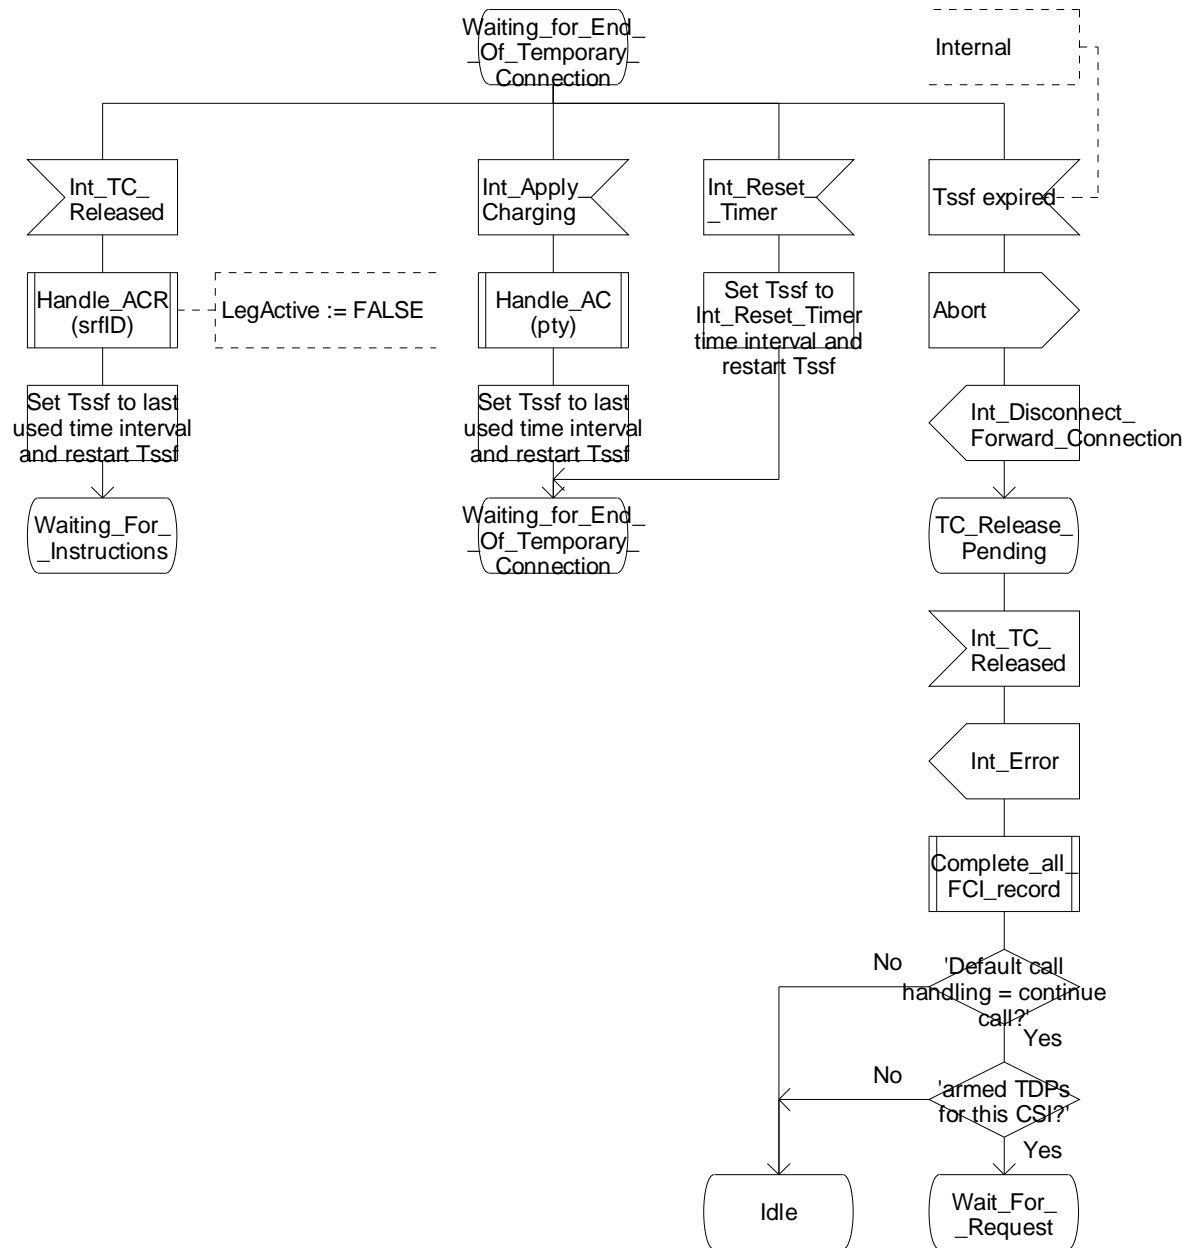 Waiting_for_End_
_Of_Temporary_
Connection
Internal
Int_TC_
Released
Int_Apply_
Charging
Int_Reset_
_Timer
Tssf expired
Handle_ACR
(srfID)
LegActive := FALSE
Handle_AC
(pty)
Set Tssf to
Int_Reset_Timer
time interval and
restart Tssf
Abort
Set Tssf to last
used time interval
and restart Tssf
Set Tssf to last
used time interval
and restart Tssf
Int_Disconnect_
Forward_Connection
Waiting_For_
_Instructions
Waiting_for_End_
_Of_Temporary_
Connection
TC_Release_
Pending
Int_TC_
Released
Int_Error
Complete_all_
FCI_record
No
'Default call
handling = continue
call?'
Yes
No
'armed TDPs
for this CSI?'
Yes
Idle
Wait_For_
_Request